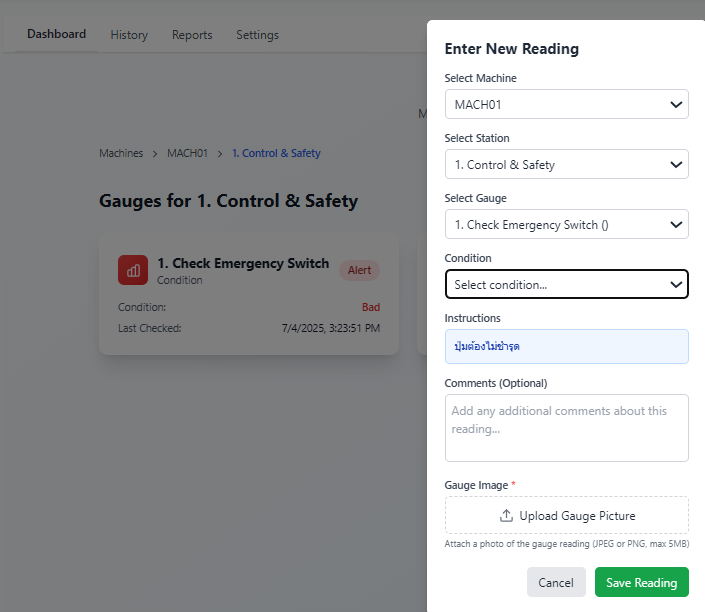 Dashboard History Reports Settings
M
Machines > MACH01 > 1. Control & Safety
Gauges for 1. Control & Safety
1. Check Emergency Switch
Condition
Alert
Condition: Bad
Last Checked: 7/4/2025, 3:23:51 PM
Enter New Reading
Select Machine
MACH01
Select Station
1. Control & Safety
Select Gauge
1. Check Emergency Switch ()
Condition
Select condition...
Instructions
ปุ่มต้องไม่ชำรุด
Comments (Optional)
Add any additional comments about this
reading...
Gauge Image *
Upload Gauge Picture
Attach a photo of the gauge reading (JPEG or PNG, max 5MB)
Cancel Save Reading